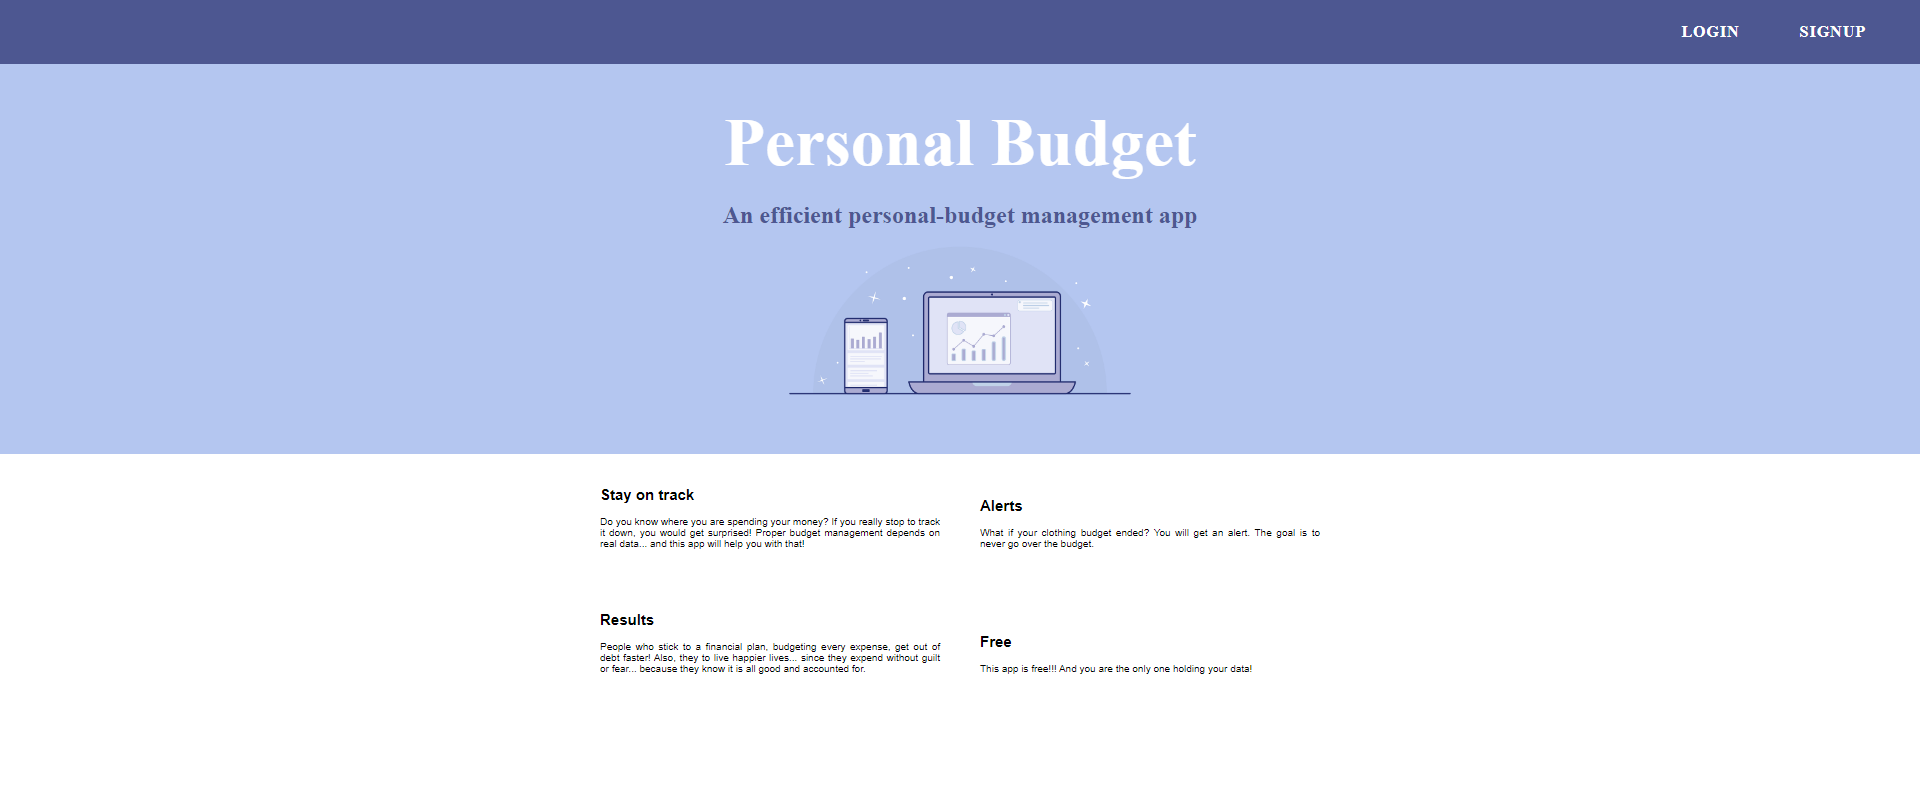 LOGIN SIGNUP
Personal Budget
An efficient personal-budget management app
Stay on track
Do you know where you are spending your money? If you really stop to track
it down, you would get surprised! Proper budget management depends on
real data... and this app will help you with that!
Alerts
What if your clothing budget ended? You will get an alert. The goal is to
never go over the budget.
Results
People who stick to a financial plan, budgeting every expense, get out of
debt faster! Also, they to live happier lives... since they expend without guilt
or fear... because they know it is all good and accounted for.
Free
This app is free!!! And you are the only one holding your data!